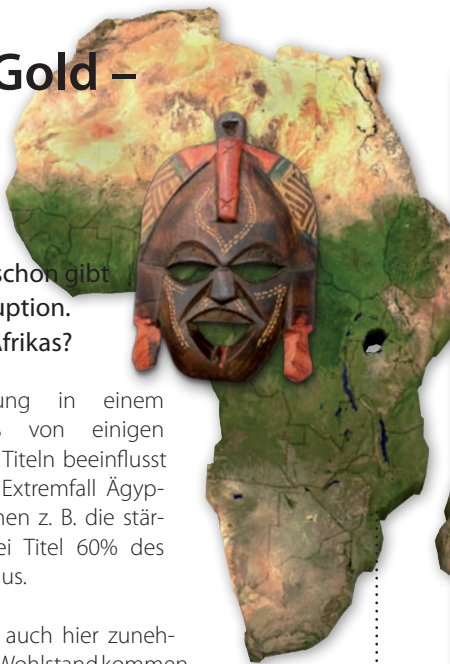 Gold –
schon gibt
uption.
Afrikas?
ung in einem
von einigen
Titeln beeinflusst
Extremfall Ägyp-
nen z. B. die stär-
ei Titel 60% des
us.
auch hier zuneh-
Wohlstand kommen